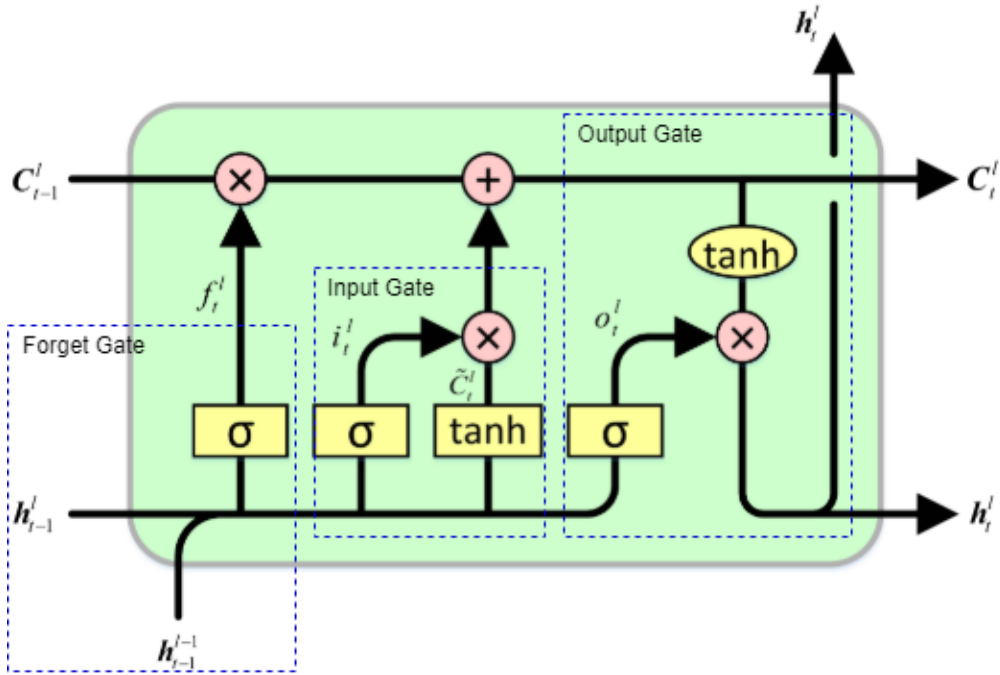 h_t^l
Output Gate
C_{t-1}^l
×
+
C_t^l
tanh
f_t^l
Input Gate
i_t^l
×
o_t^l
×
Forget Gate
C̃_t^l
σ
σ
tanh
σ
h_{t-1}^l
h_t^l
h_{t-1}^{l-1}